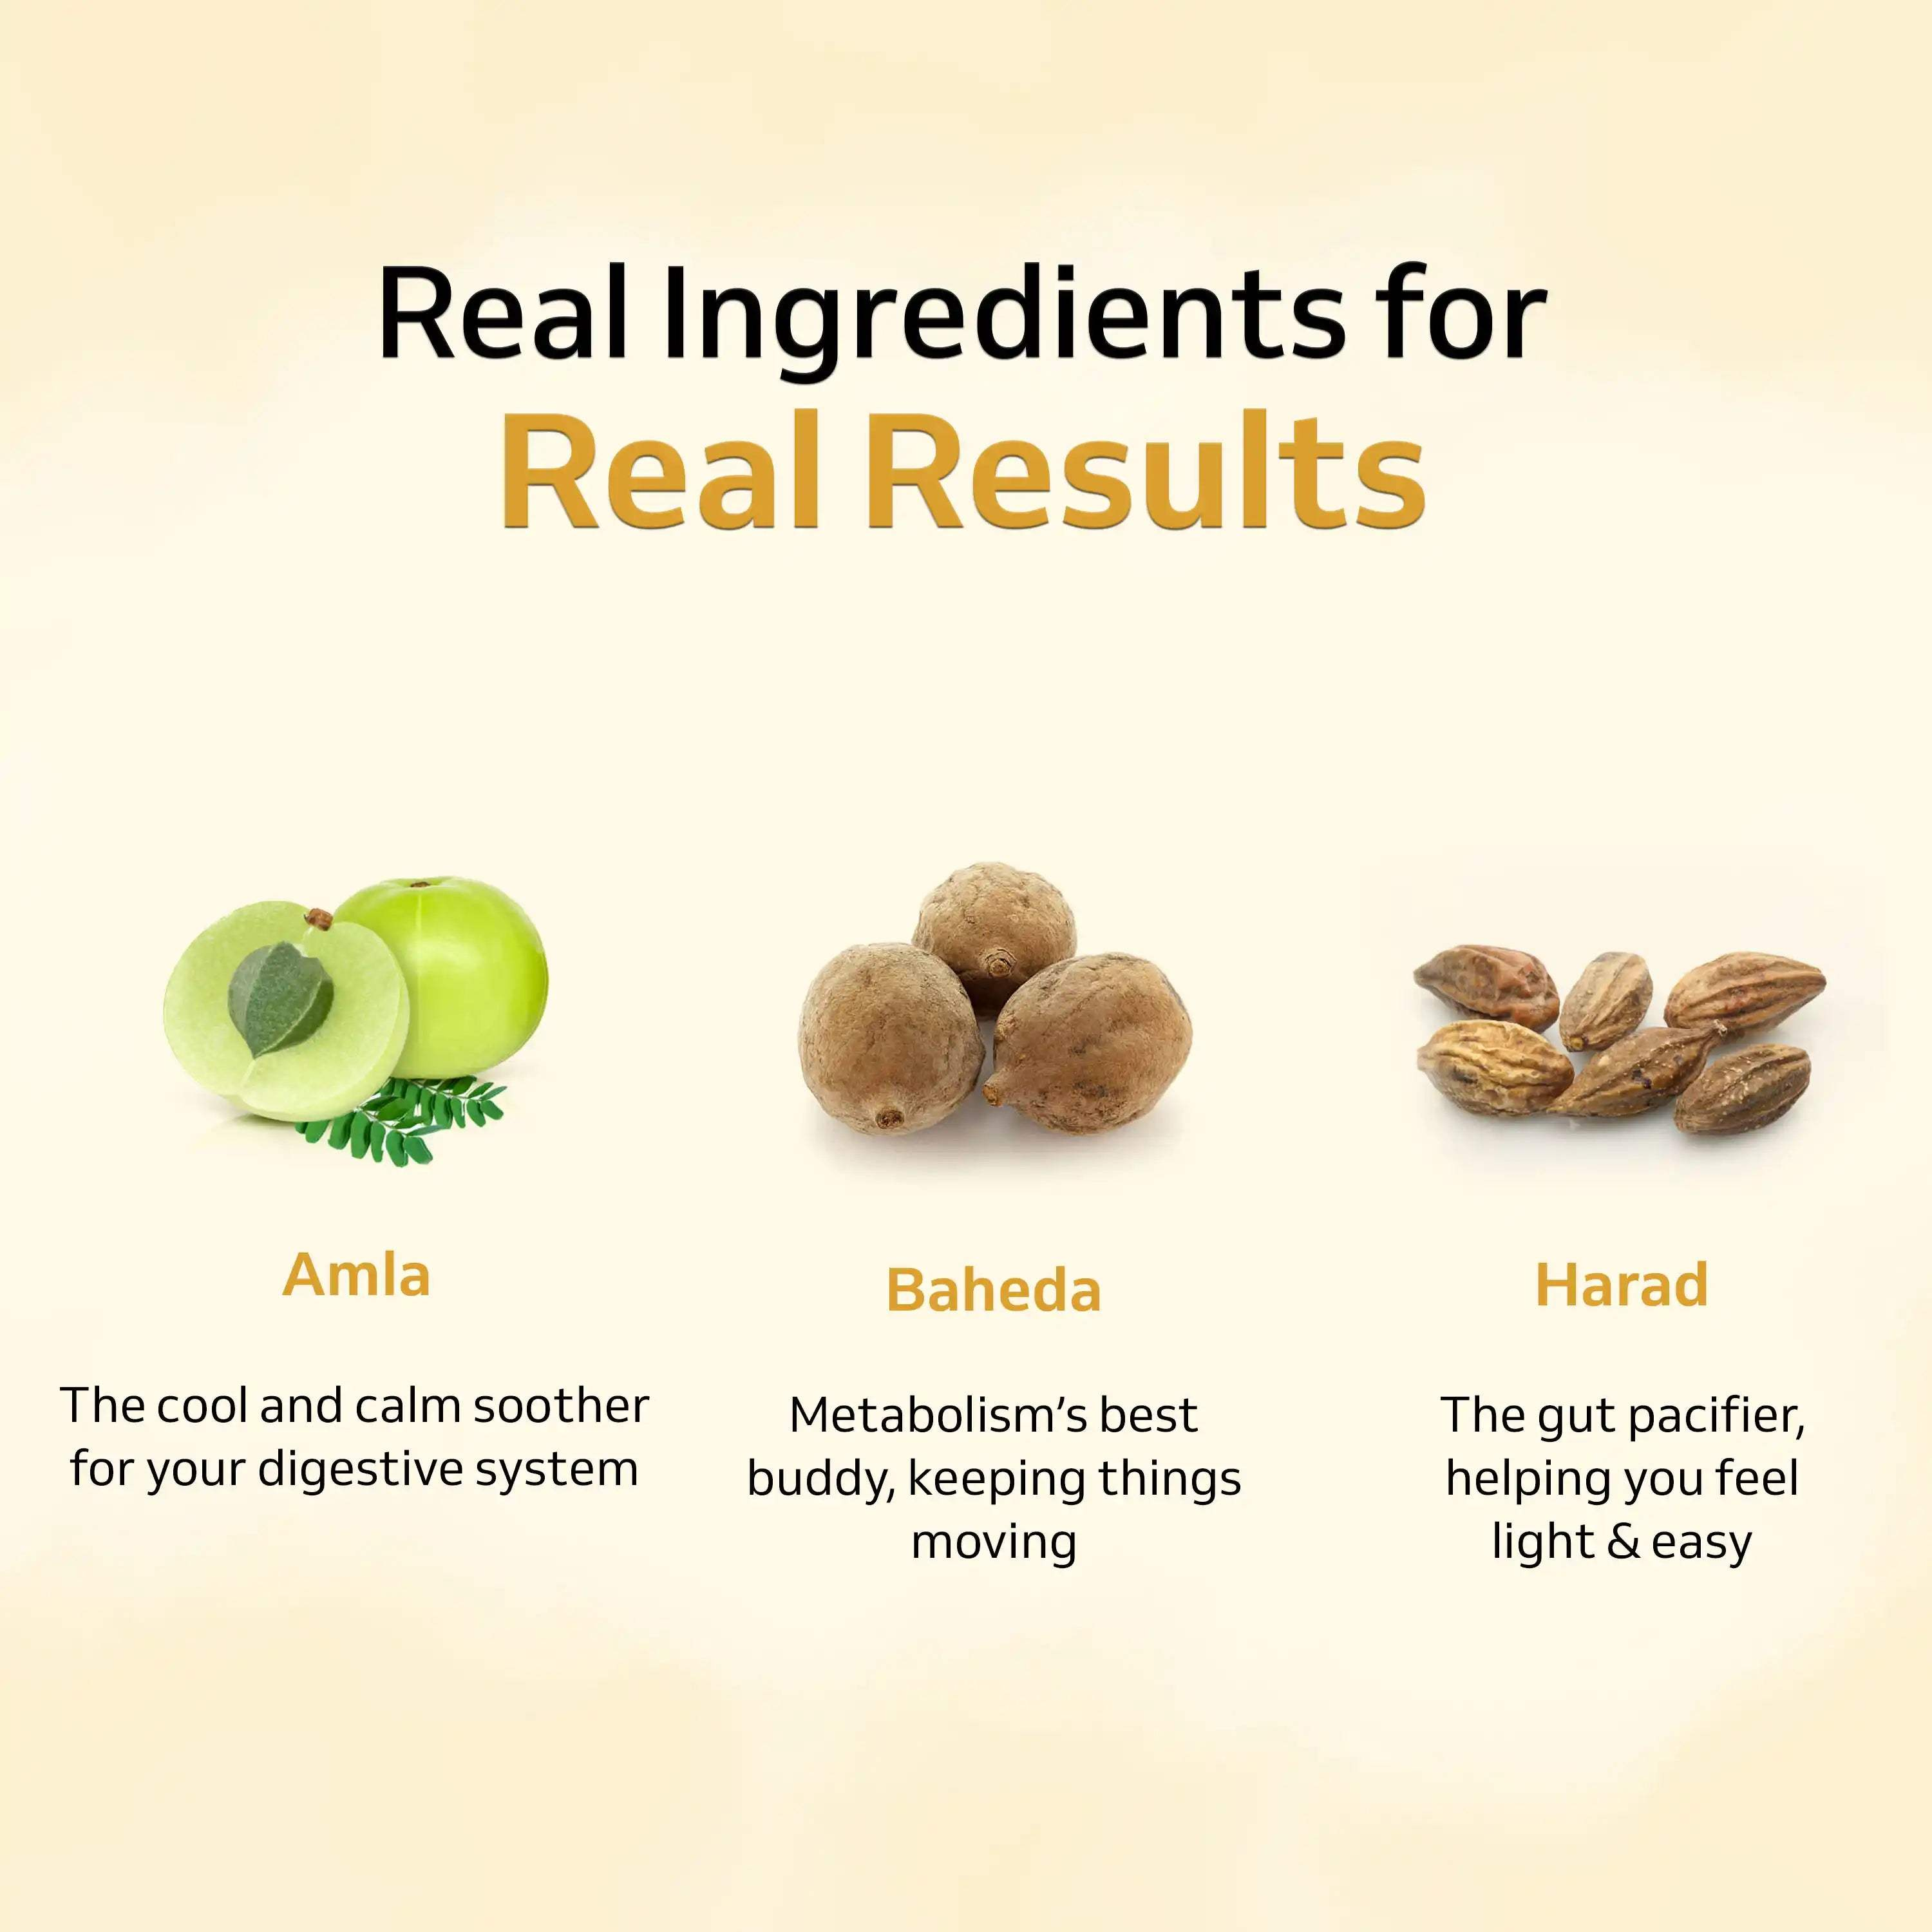 Real Ingredients for
Real Results
Amla
The cool and calm soother
for your digestive system
Baheda
Metabolism’s best
buddy, keeping things
moving
Harad
The gut pacifier,
helping you feel
light & easy